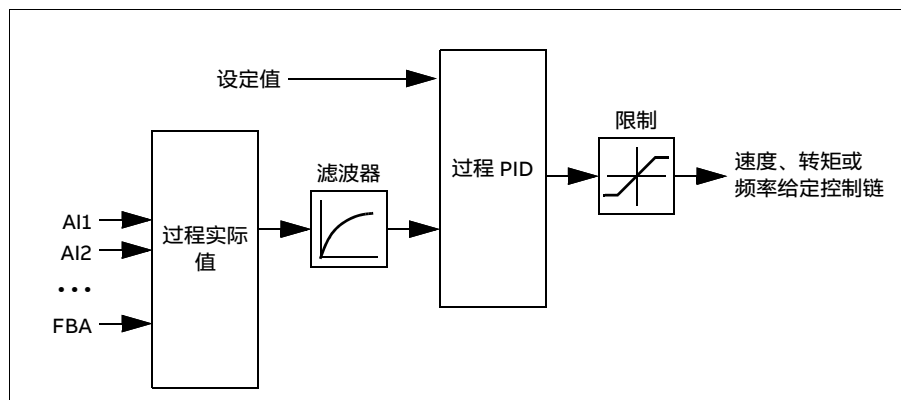 设定值
限制
过程 PID
速度、转矩或
频率给定控制链
滤波器
AI1
过程实际
值
AI2
...
FBA